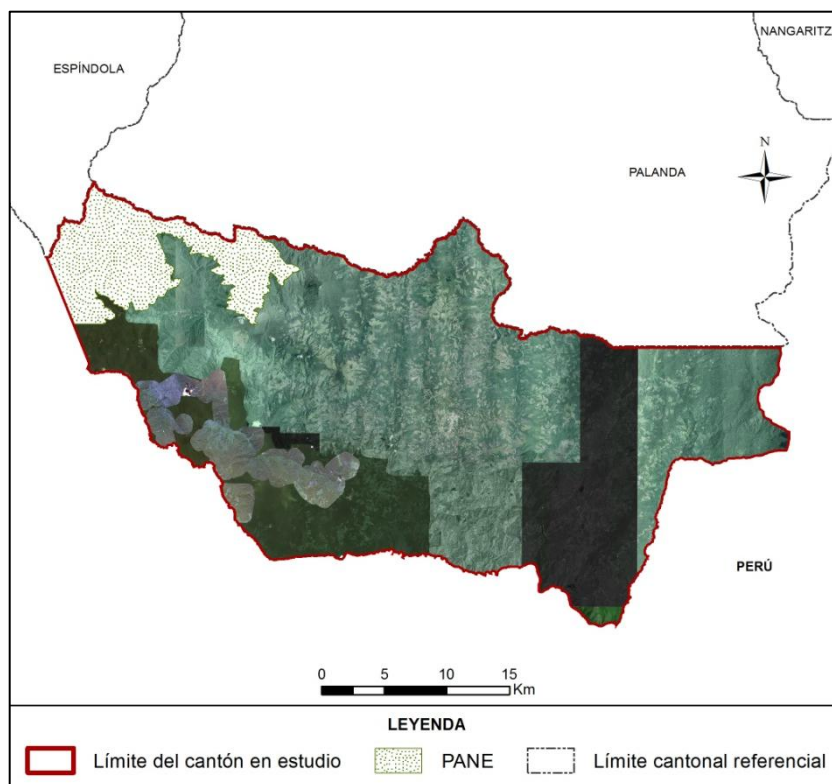 NANGARITZ
ESPÍNDOLA
N
PALANDA
PERÚ
0 5 10 15
Km
LEYENDA
Límite del cantón en estudio PANE Límite cantonal referencial